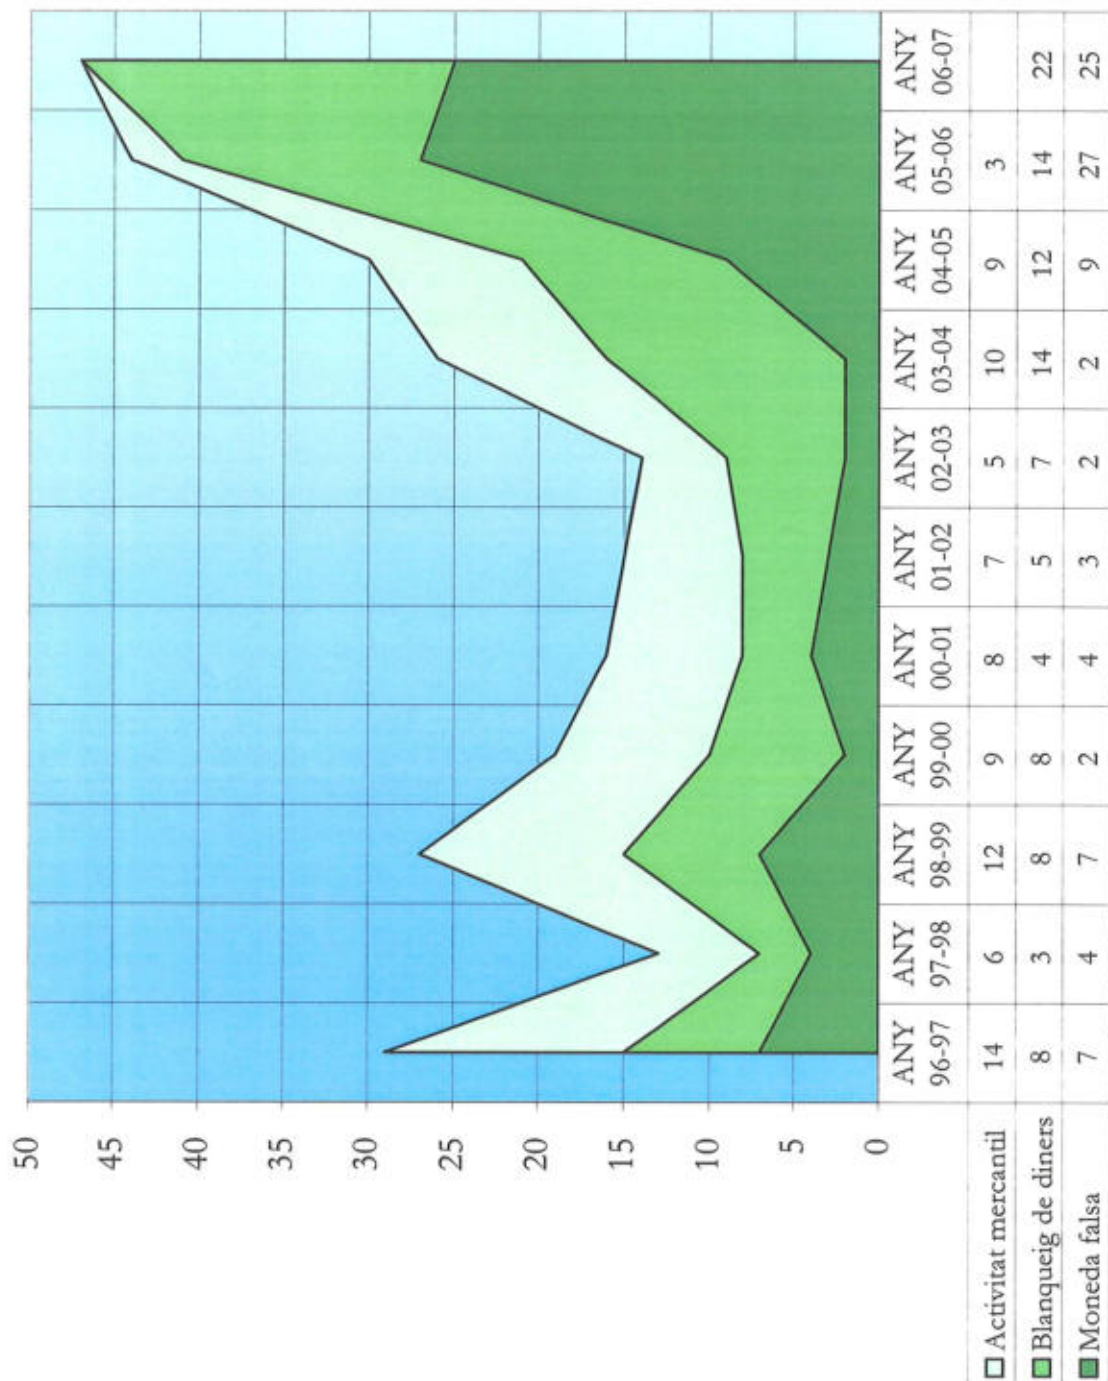 50
45
40
35
30
25
20
15
10
5
0
ANY 96-97 ANY 97-98 ANY 98-99 ANY 99-00 ANY 00-01 ANY 01-02 ANY 02-03 ANY 03-04 ANY 04-05 ANY 05-06 ANY 06-07
Activitat mercantil 14 6 12 9 8 7 5 10 9 3
Blanqueig de diners 8 3 8 8 4 5 7 14 12 14 22
Moneda falsa 7 4 7 2 4 3 2 2 9 27 25